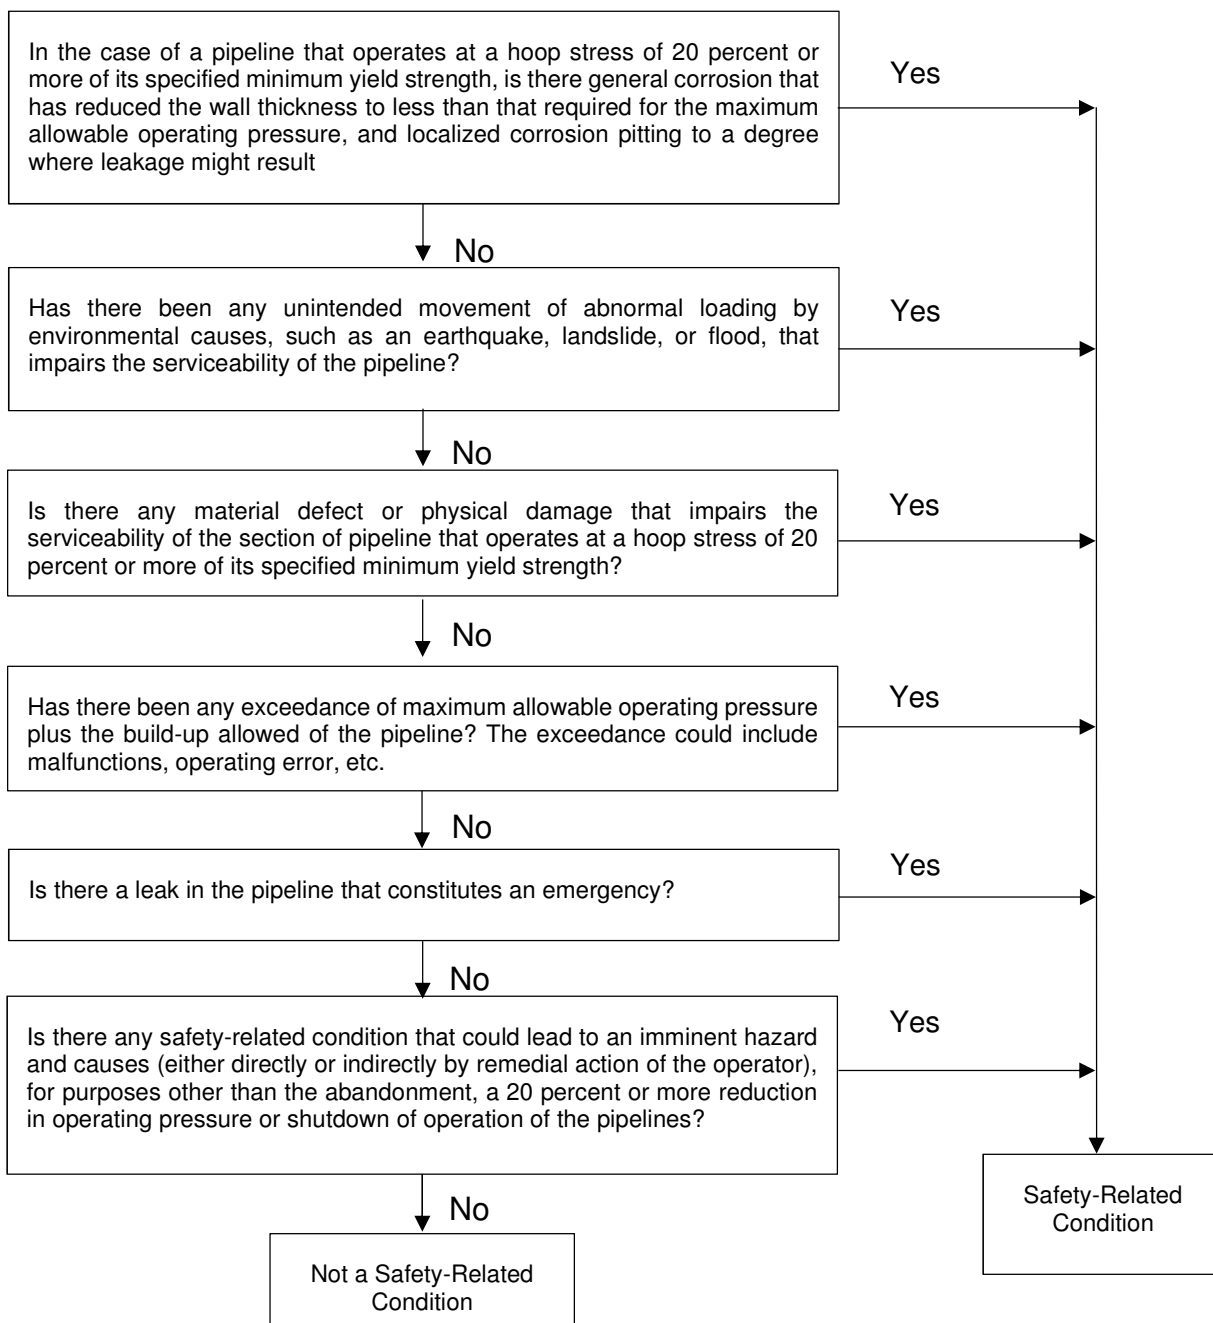 In the case of a pipeline that operates at a hoop stress of 20 percent or
more of its specified minimum yield strength, is there general corrosion that
has reduced the wall thickness to less than that required for the maximum
allowable operating pressure, and localized corrosion pitting to a degree
where leakage might result
Yes
No
Has there been any unintended movement of abnormal loading by
environmental causes, such as an earthquake, landslide, or flood, that
impairs the serviceability of the pipeline?
Yes
No
Is there any material defect or physical damage that impairs the
serviceability of the section of pipeline that operates at a hoop stress of 20
percent or more of its specified minimum yield strength?
Yes
No
Has there been any exceedance of maximum allowable operating pressure
plus the build-up allowed of the pipeline? The exceedance could include
malfunctions, operating error, etc.
Yes
No
Is there a leak in the pipeline that constitutes an emergency?
Yes
No
Is there any safety-related condition that could lead to an imminent hazard
and causes (either directly or indirectly by remedial action of the operator),
for purposes other than the abandonment, a 20 percent or more reduction
in operating pressure or shutdown of operation of the pipelines?
Yes
No
Safety-Related
Condition
Not a Safety-Related
Condition